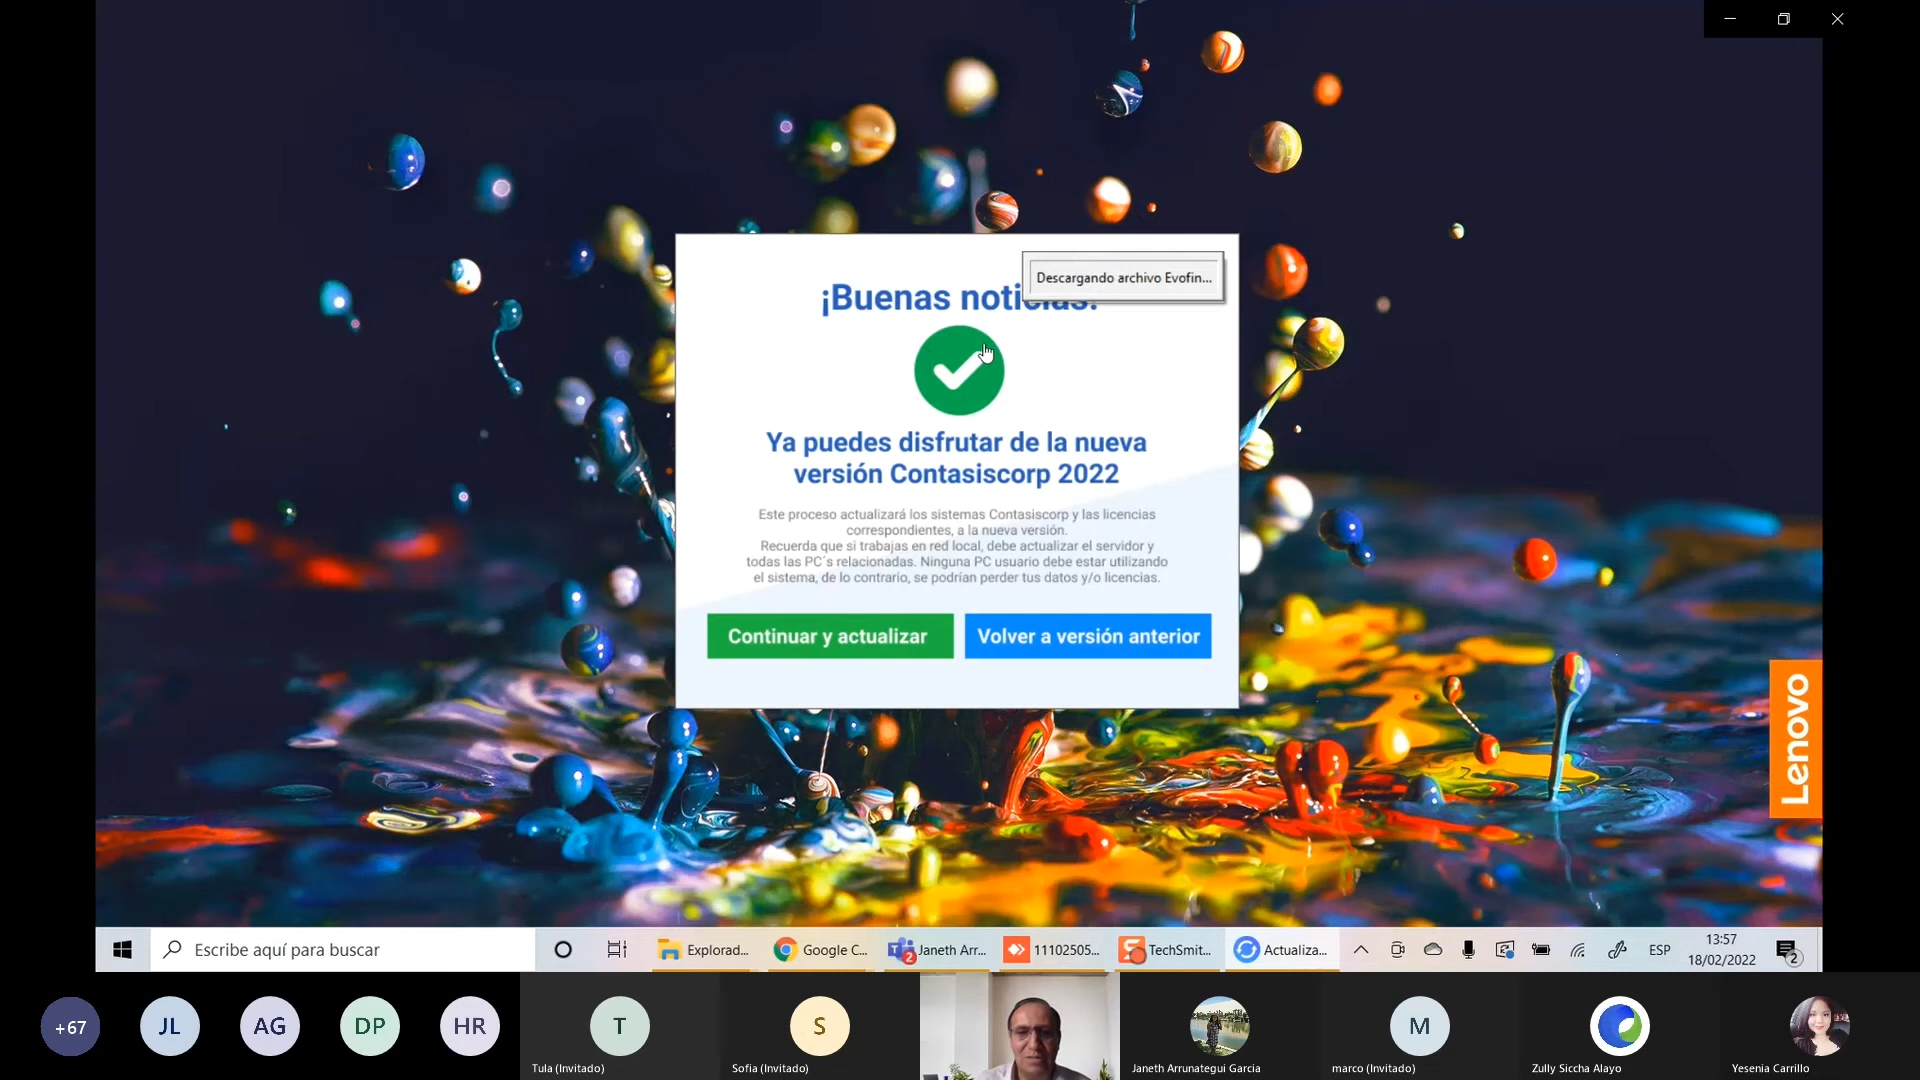 Descargando archivo Evofin...
¡Buenas noticias!
Ya puedes disfrutar de la nueva
versión Contasiscorp 2022
Este proceso actualizará los sistemas Contasiscorp y las licencias
correspondientes, a la nueva versión.
Recuerda que si trabajas en red local, debe actualizar el servidor y
todas las PC´s relacionadas. Ninguna PC usuario debe estar utilizando
el sistema, de lo contrario, se podrían perder tus datos y/o licencias.
Continuar y actualizar
Volver a versión anterior
Lenovo
Escribe aquí para buscar
Explorad...
Google C...
2
Janeth Arr...
11102505...
TechSmit...
Actualiza...
ESP
13:57
18/02/2022
2
+67
JL
AG
DP
HR
T
Tula (Invitado)
S
Sofia (Invitado)
Janeth Arrunategui Garcia
M
marco (Invitado)
Zully Siccha Alayo
Yesenia Carrillo